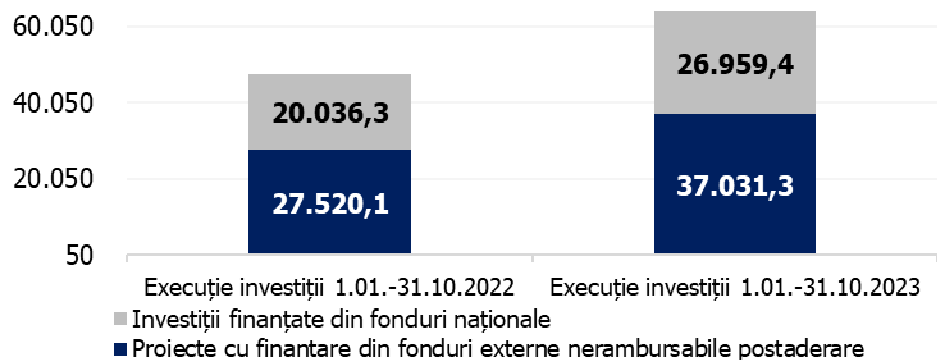 60.050
26.959,4
40.050
20.036,3
20.050
27.520,1
37.031,3
50
Execuție investiții 1.01.-31.10.2022
Execuție investiții 1.01.-31.10.2023
Investiții finanțate din fonduri naționale
Proiecte cu finantare din fonduri externe nerambursabile postaderare